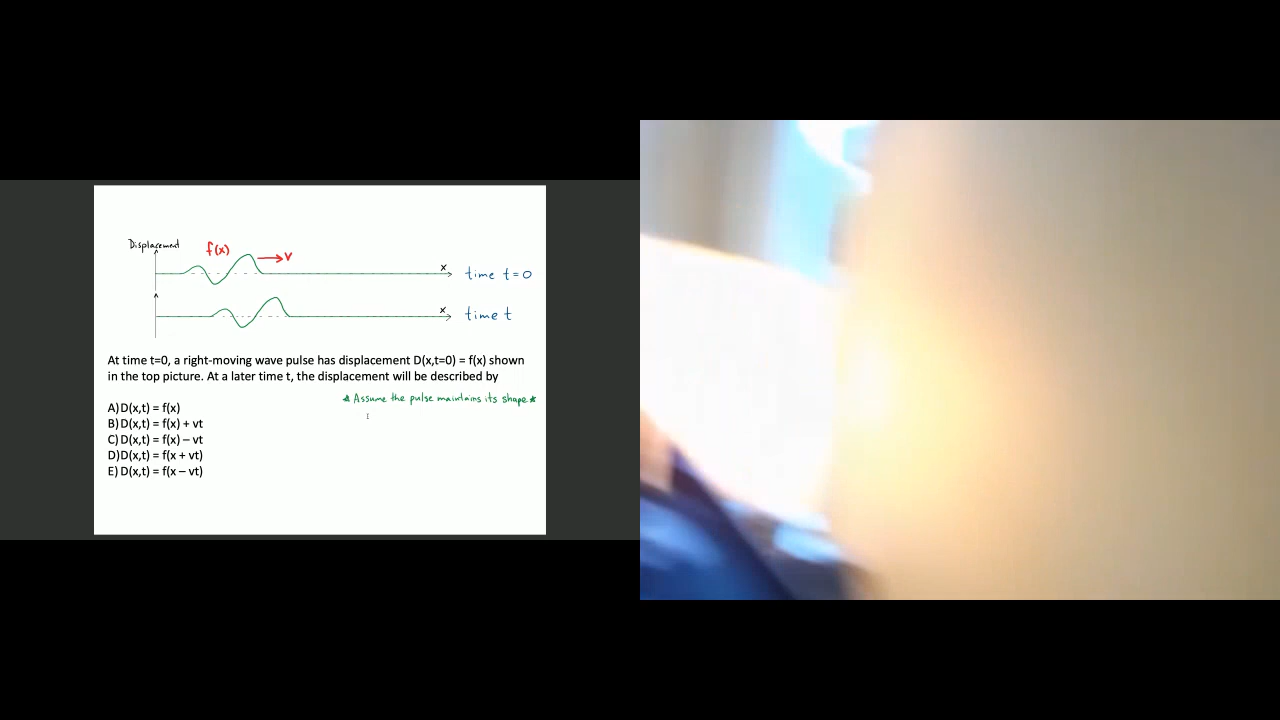 Displacement
f(x)
v
x
time t=0
x
time t
At time t=0, a right-moving wave pulse has displacement D(x,t=0) = f(x) shown
in the top picture. At a later time t, the displacement will be described by
* Assume the pulse maintains its shape *
A) D(x,t) = f(x)
B) D(x,t) = f(x) + vt
C) D(x,t) = f(x) – vt
D) D(x,t) = f(x + vt)
E) D(x,t) = f(x – vt)